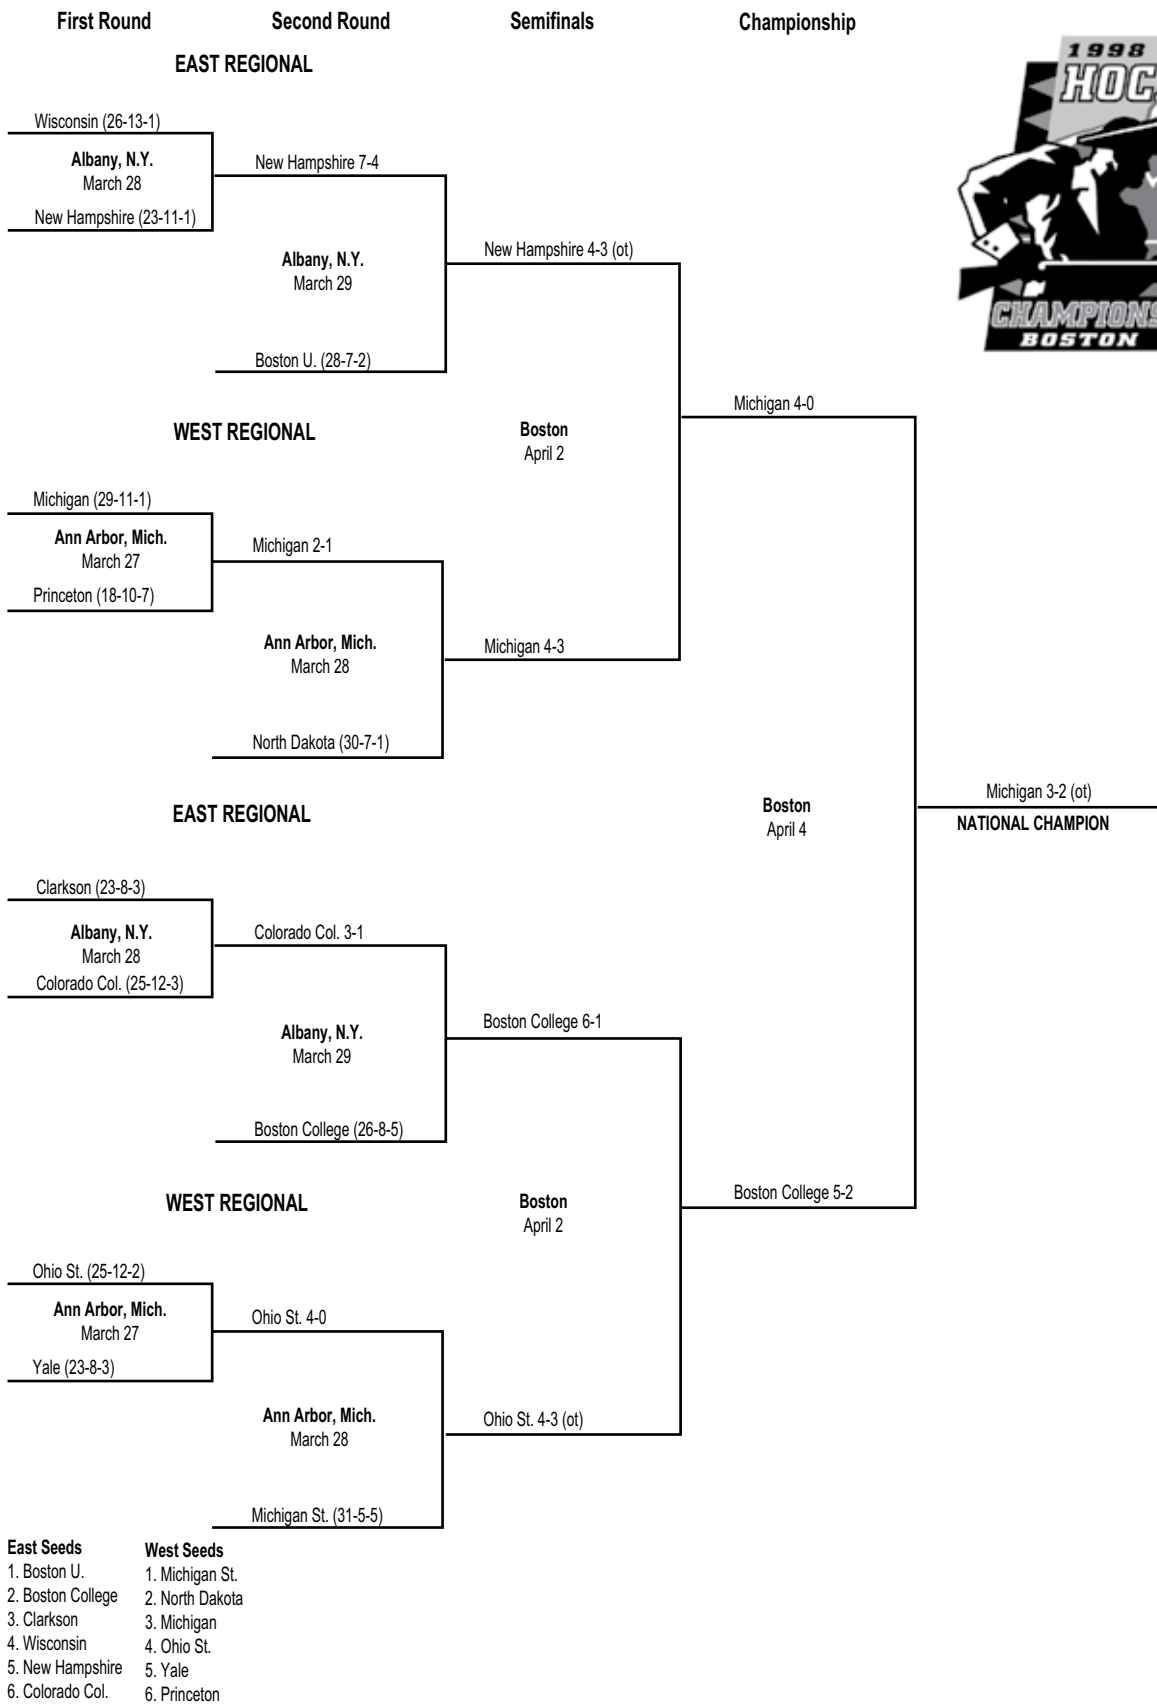 First Round Second Round Semifinals Championship
EAST REGIONAL
1998
HOC
CHAMPIONS
BOSTON
Wisconsin (26-13-1)
Albany, N.Y.
March 28
New Hampshire (23-11-1)
New Hampshire 7-4
Albany, N.Y.
March 29
Boston U. (28-7-2)
New Hampshire 4-3 (ot)
WEST REGIONAL
Boston
April 2
Michigan 4-0
Michigan (29-11-1)
Ann Arbor, Mich.
March 27
Princeton (18-10-7)
Michigan 2-1
Ann Arbor, Mich.
March 28
North Dakota (30-7-1)
Michigan 4-3
EAST REGIONAL
Boston
April 4
Michigan 3-2 (ot)
NATIONAL CHAMPION
Clarkson (23-8-3)
Albany, N.Y.
March 28
Colorado Col. (25-12-3)
Colorado Col. 3-1
Albany, N.Y.
March 29
Boston College (26-8-5)
Boston College 6-1
WEST REGIONAL
Boston
April 2
Boston College 5-2
Ohio St. (25-12-2)
Ann Arbor, Mich.
March 27
Yale (23-8-3)
Ohio St. 4-0
Ann Arbor, Mich.
March 28
Michigan St. (31-5-5)
Ohio St. 4-3 (ot)
East Seeds
1. Boston U.
2. Boston College
3. Clarkson
4. Wisconsin
5. New Hampshire
6. Colorado Col.
West Seeds
1. Michigan St.
2. North Dakota
3. Michigan
4. Ohio St.
5. Yale
6. Princeton